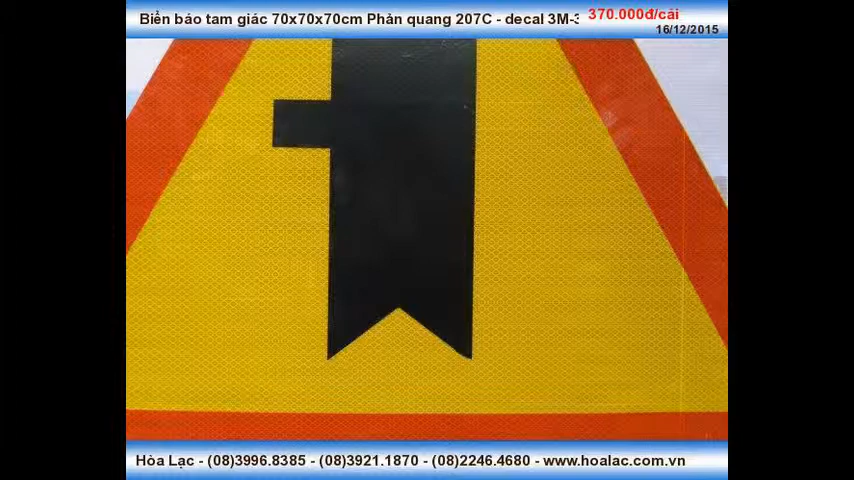 Biển báo tam giác 70x70x70cm Phản quang 207C - decal 3M-3
370.000đ/cái
16/12/2015
Hòa Lạc - (08)3996.8385 - (08)3921.1870 - (08)2246.4680 - www.hoalac.com.vn